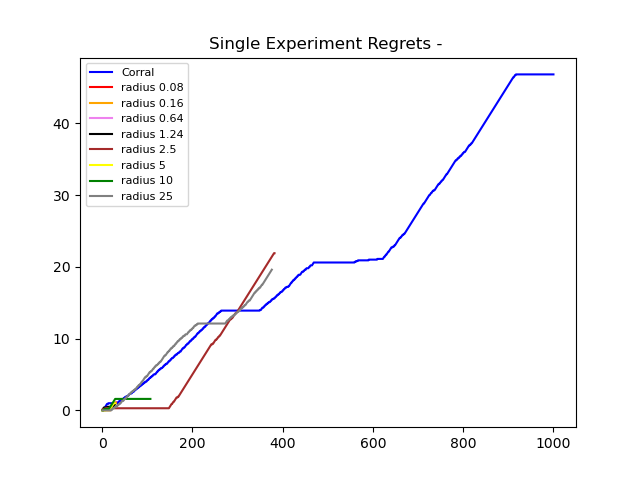 Single Experiment Regrets -
Corral
radius 0.08
radius 0.16
radius 0.64
radius 1.24
radius 2.5
radius 5
radius 10
radius 25
40
30
20
10
0
0 200 400 600 800 1000